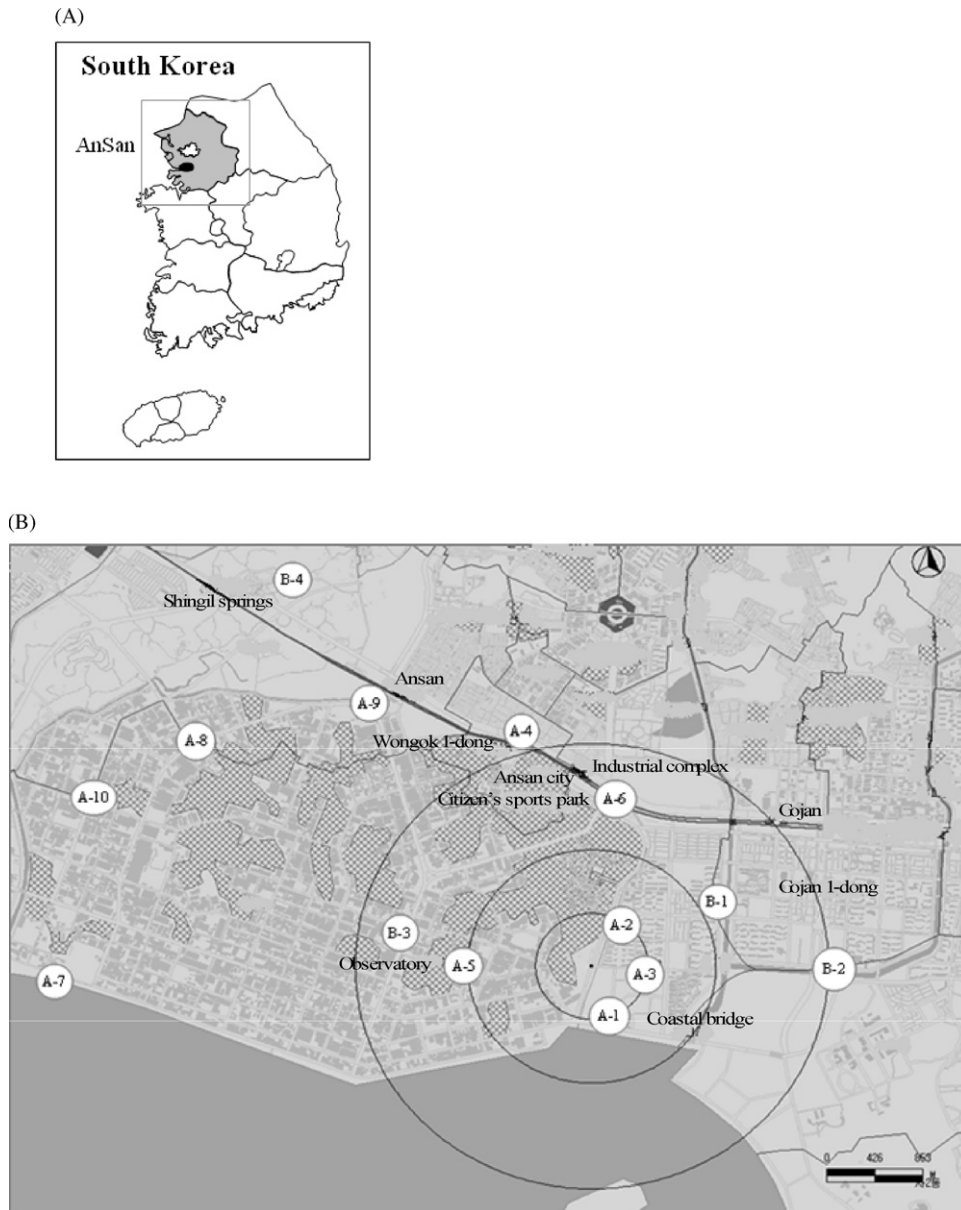 (A)
South Korea
AnSan
(B)
B-4
Shingil springs
Ansan
A-9
A-4
A-8
Wongok 1-dong
Industrial complex
Ansan city
Citizen's sports park
A-10
A-6
Gojan
Gojan 1-dong
B-1
A-2
B-3
Observatory
A-5
A-3
B-2
A-7
A-1
Coastal bridge
0 426 853